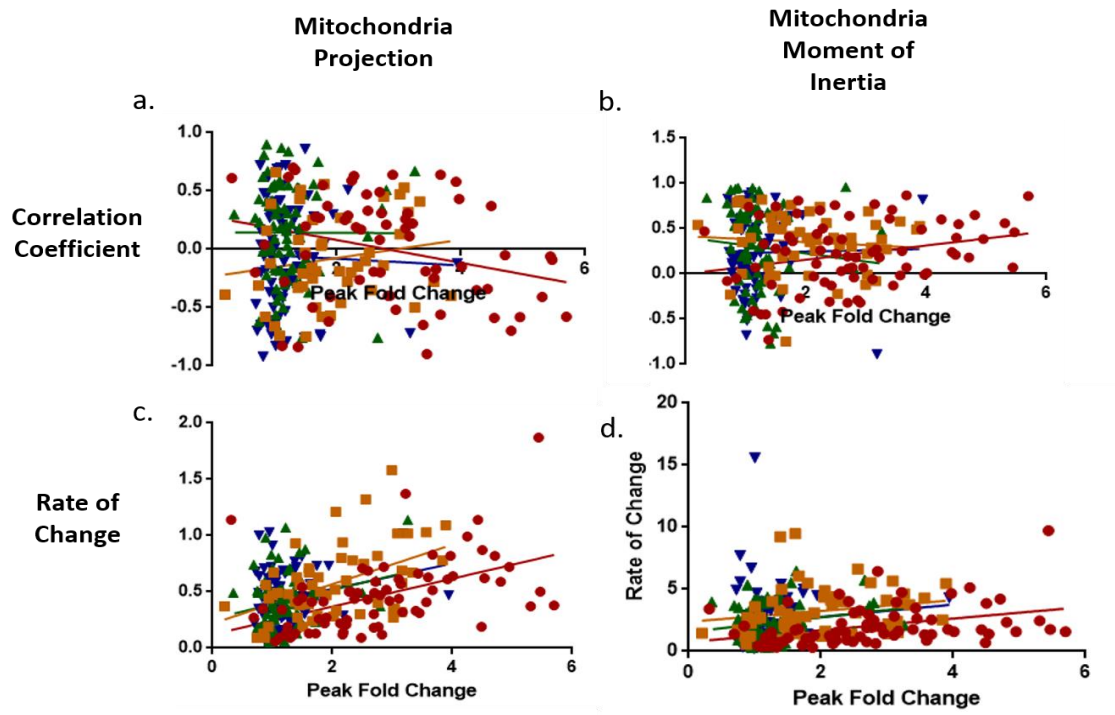 Mitochondria
Projection
Mitochondria
Moment of
Inertia
a.
b.
Correlation
Coefficient
1.0
0.5
0.0
-0.5
-1.0
2
4
6
Peak Fold Change
1.5
1.0
0.5
0.0
-0.5
-1.0
2
4
6
Peak Fold Change
c.
d.
Rate of
Change
2.0
1.5
1.0
0.5
0.0
0
2
4
6
Peak Fold Change
Rate of Change
20
15
10
5
0
0
2
4
6
Peak Fold Change